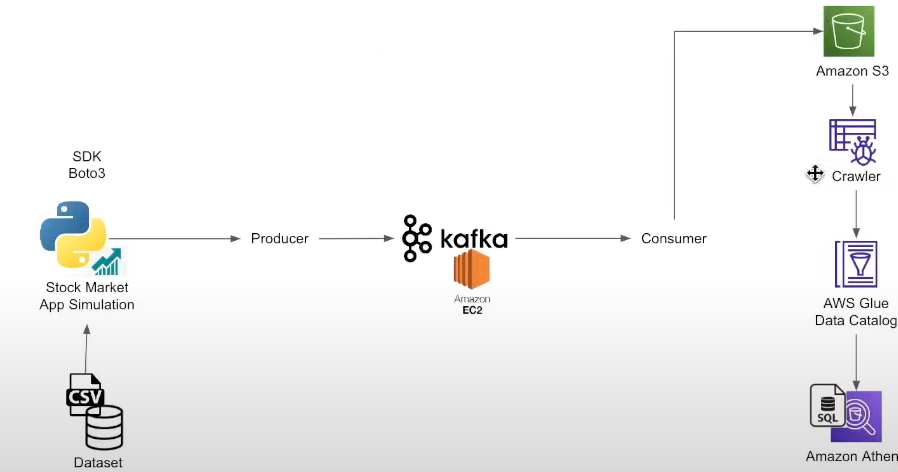 SDK
Boto3
Stock Market
App Simulation
CSV
Dataset
Producer
kafka
Amazon
EC2
Consumer
Amazon S3
Crawler
AWS Glue
Data Catalog
SQL
Amazon Athen